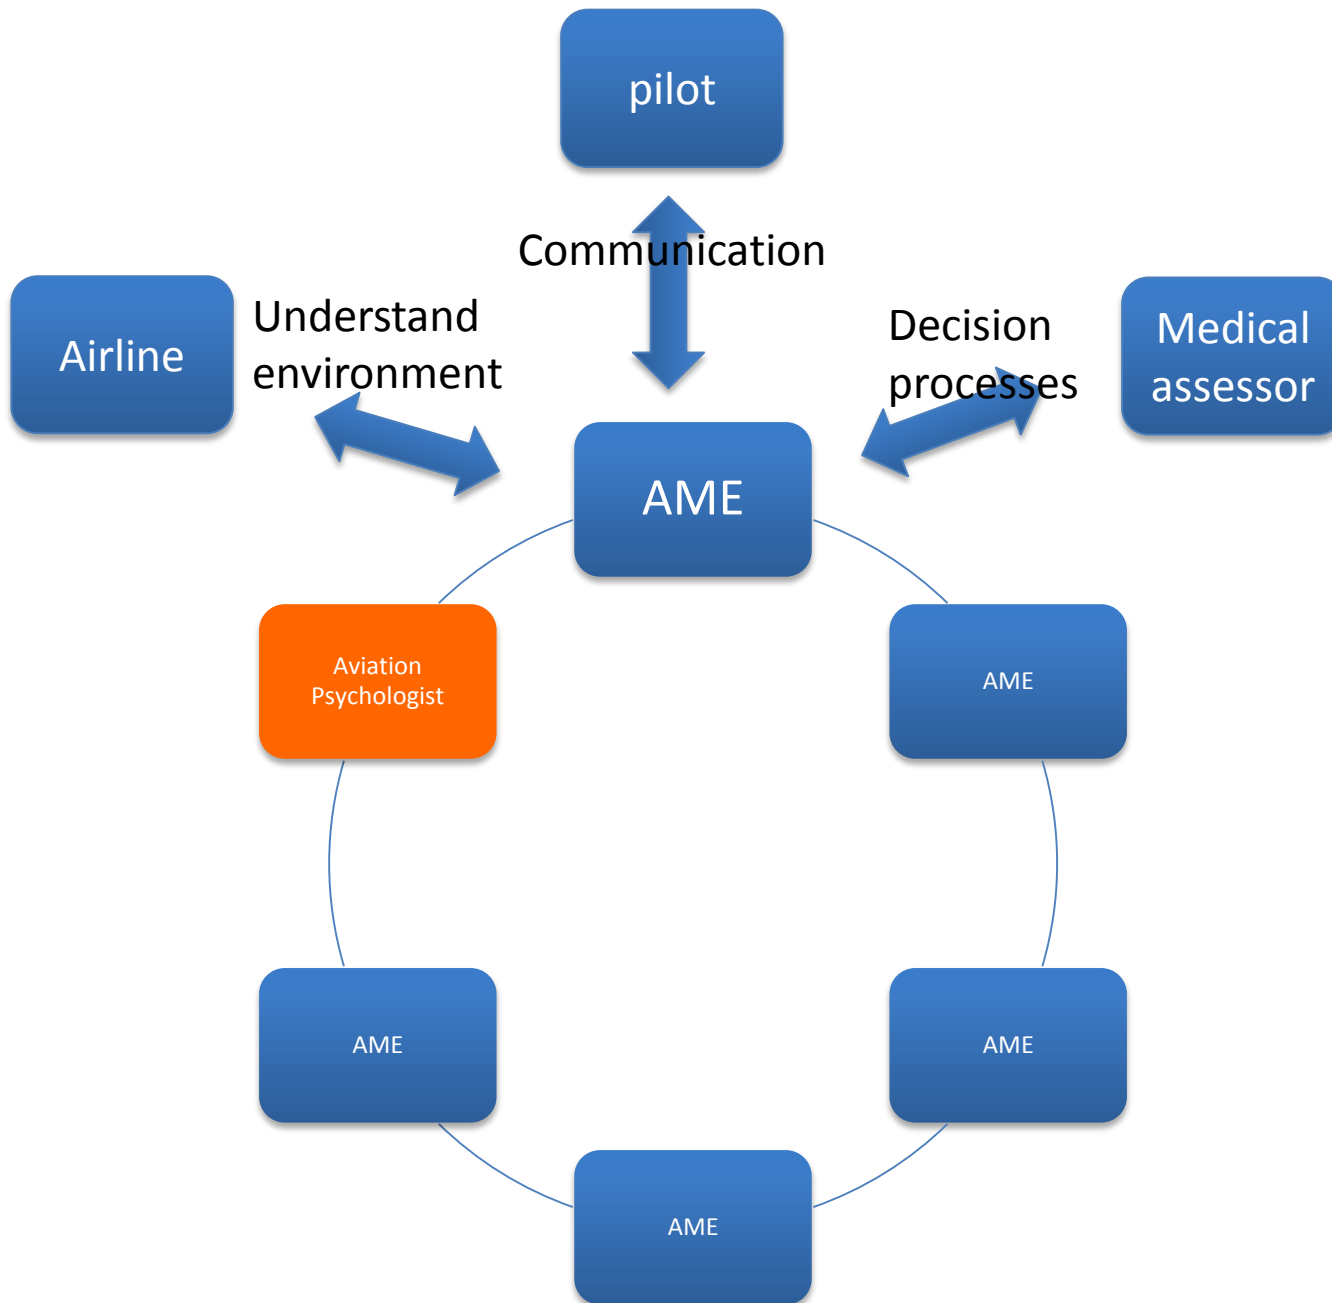 pilot
Communication
Airline
Understand
environment
Decision
processes
Medical
assessor
AME
Aviation
Psychologist
AME
AME
AME
AME